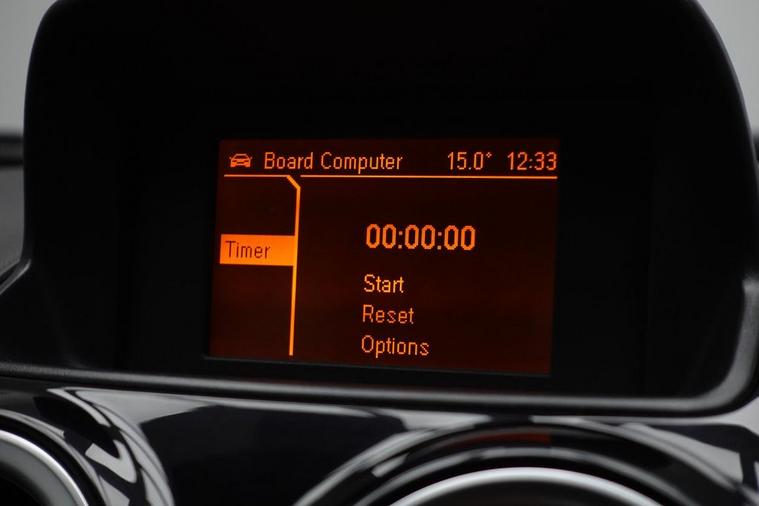 Board Computer 15.0° 12:33
Timer
00:00:00
Start
Reset
Options